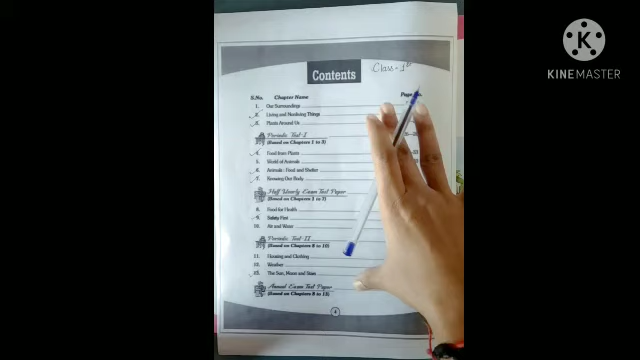 Contents
Class-1st
S.No. Chapter Name Page
1. Our Surroundings
2. Living and Nonliving Things
3. Plants Around Us
Periodic Test-I
(Based on Chapters 1 to 3)
4. Food from Plants
5. World of Animals
6. Animals : Food and Shelter
7. Knowing Our Body
Half Yearly Exam Test Paper
(Based on Chapters 1 to 7)
8. Food for Health
9. Safety First
10. Air and Water
Periodic Test-II
(Based on Chapters 8 to 10)
11. Housing and Clothing
12. Weather
13. The Sun, Moon and Stars
Annual Exam Test Paper
(Based on Chapters 8 to 13)
4
K
KINEMASTER